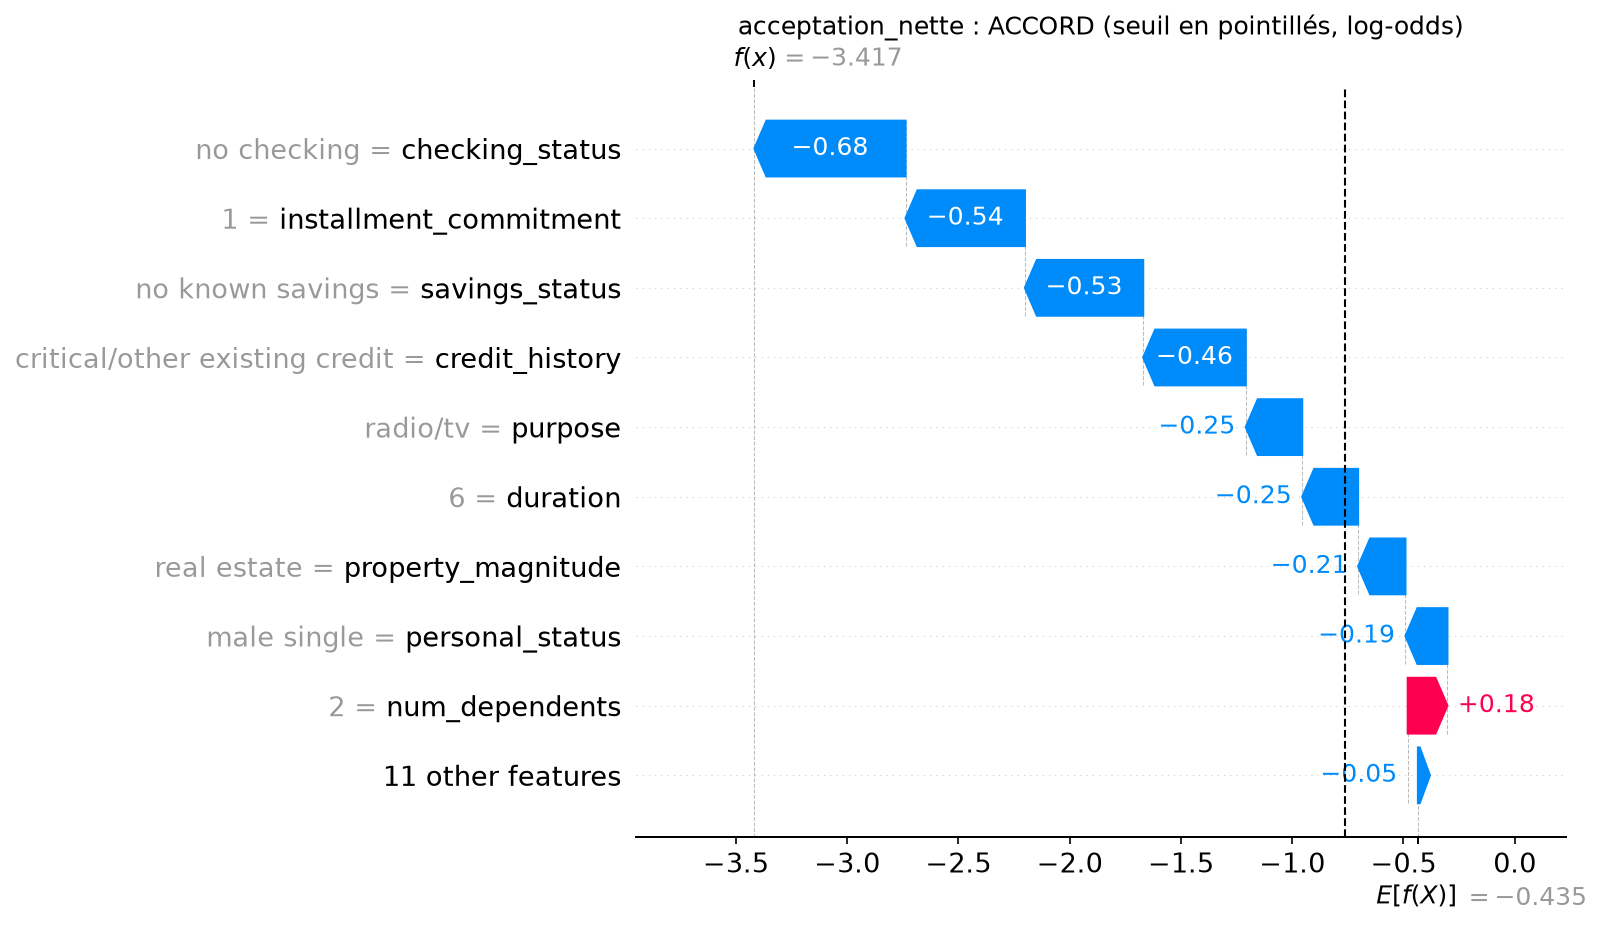 acceptation_nette : ACCORD (seuil en pointillés, log-odds)
f(x) = −3.417
no checking = checking_status
−0.68
1 = installment_commitment
−0.54
no known savings = savings_status
−0.53
critical/other existing credit = credit_history
−0.46
radio/tv = purpose
−0.25
6 = duration
−0.25
real estate = property_magnitude
−0.21
male single = personal_status
−0.19
2 = num_dependents
+0.18
11 other features
−0.05
−3.5 −3.0 −2.5 −2.0 −1.5 −1.0 −0.5 0.0
E[f(X)] = −0.435